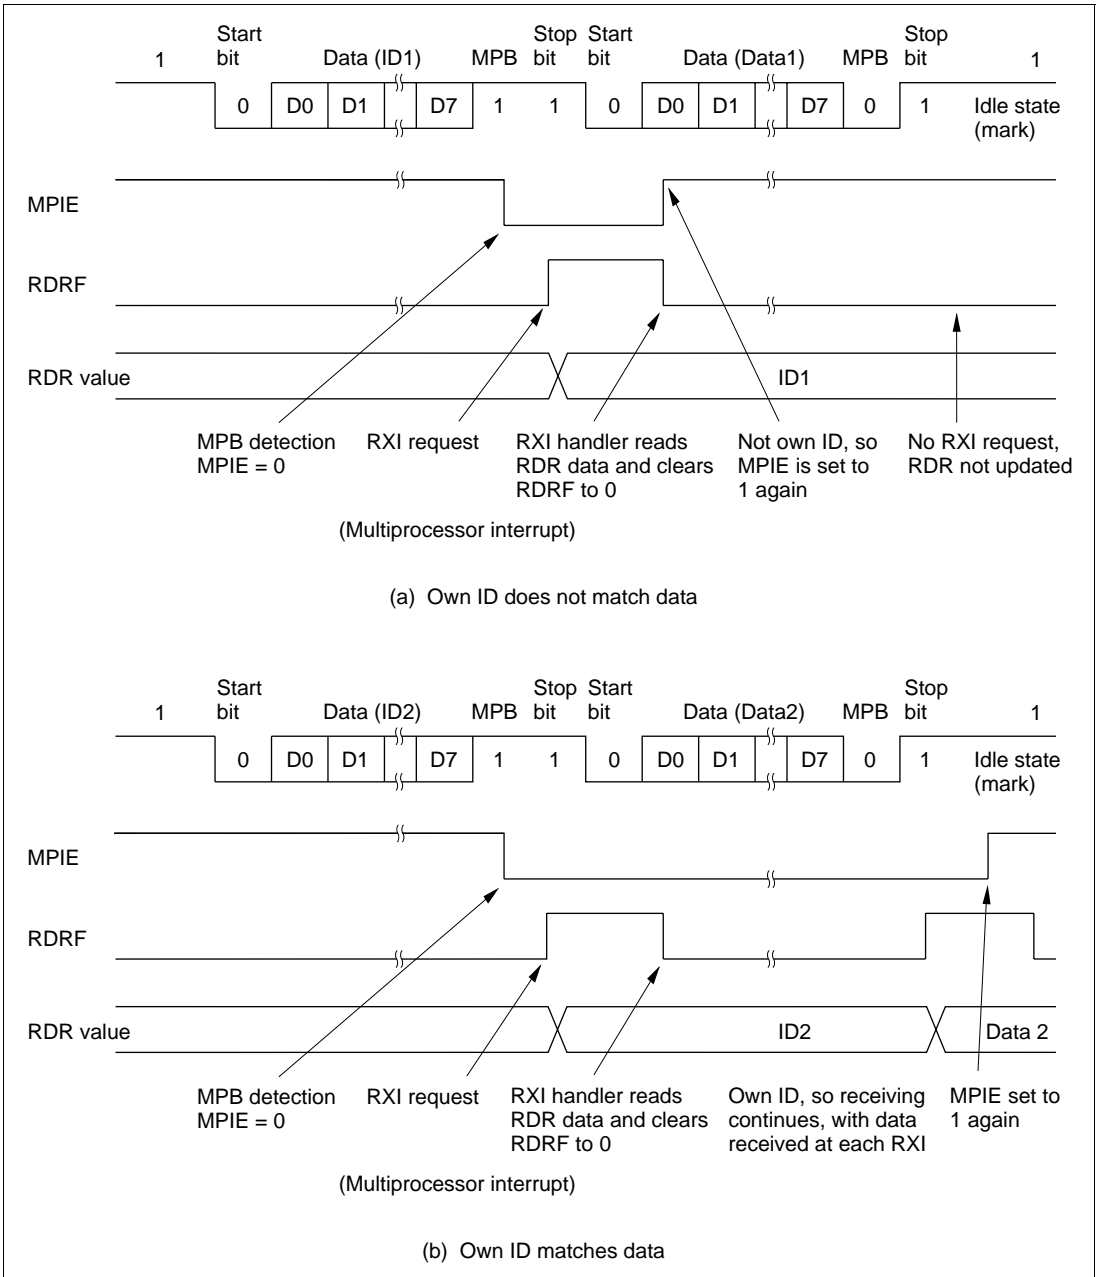 Start Stop Start Stop
1 bit Data (ID1) MPB bit bit Data (Data1) MPB bit 1
0 D0 D1 D7 1 1 0 D0 D1 D7 0 1 Idle state
(mark)
MPIE
RDRF
RDR value ID1
MPB detection
MPIE = 0
RXI request
RXI handler reads
RDR data and clears
RDRF to 0
Not own ID, so
MPIE is set to
1 again
No RXI request,
RDR not updated
(Multiprocessor interrupt)
(a) Own ID does not match data
Start Stop Start Stop
1 bit Data (ID2) MPB bit bit Data (Data2) MPB bit 1
0 D0 D1 D7 1 1 0 D0 D1 D7 0 1 Idle state
(mark)
MPIE
RDRF
RDR value ID2 Data 2
MPB detection
MPIE = 0
RXI request
RXI handler reads
RDR data and clears
RDRF to 0
Own ID, so receiving
continues, with data
received at each RXI
MPIE set to
1 again
(Multiprocessor interrupt)
(b) Own ID matches data